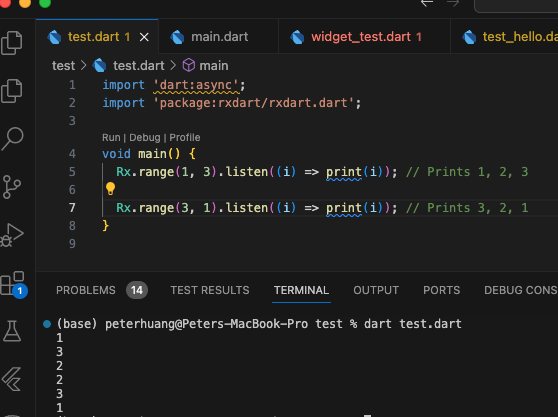 test.dart 1
main.dart
widget_test.dart 1
test_hello.da
test > test.dart > main
1 import 'dart:async';
2 import 'package:rxdart/rxdart.dart';
3
Run | Debug | Profile
4 void main() {
5 Rx.range(1, 3).listen((i) => print(i)); // Prints 1, 2, 3
6
7 Rx.range(3, 1).listen((i) => print(i)); // Prints 3, 2, 1
8 }
9
1
PROBLEMS 14 TEST RESULTS TERMINAL OUTPUT PORTS DEBUG CONS
(base) peterhuang@Peters-MacBook-Pro test % dart test.dart
1
3
2
2
3
1